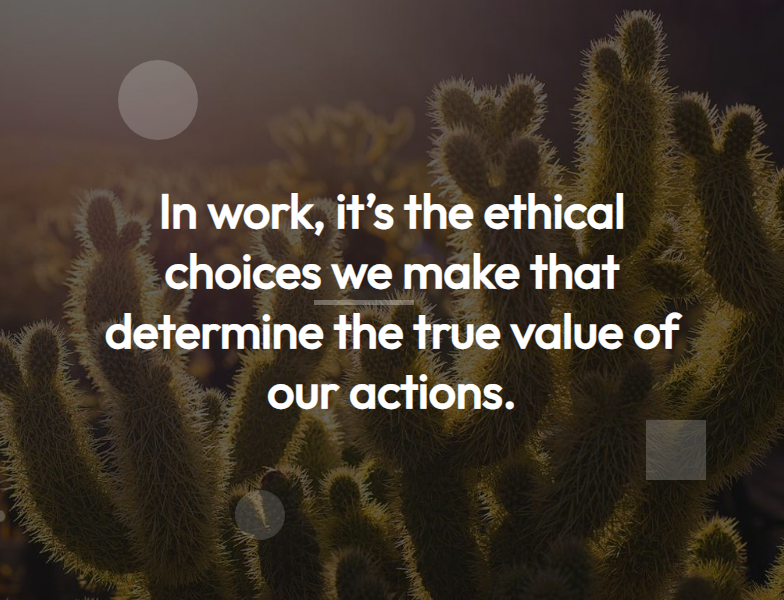 In work, it’s the ethical
choices we make that
determine the true value of
our actions.